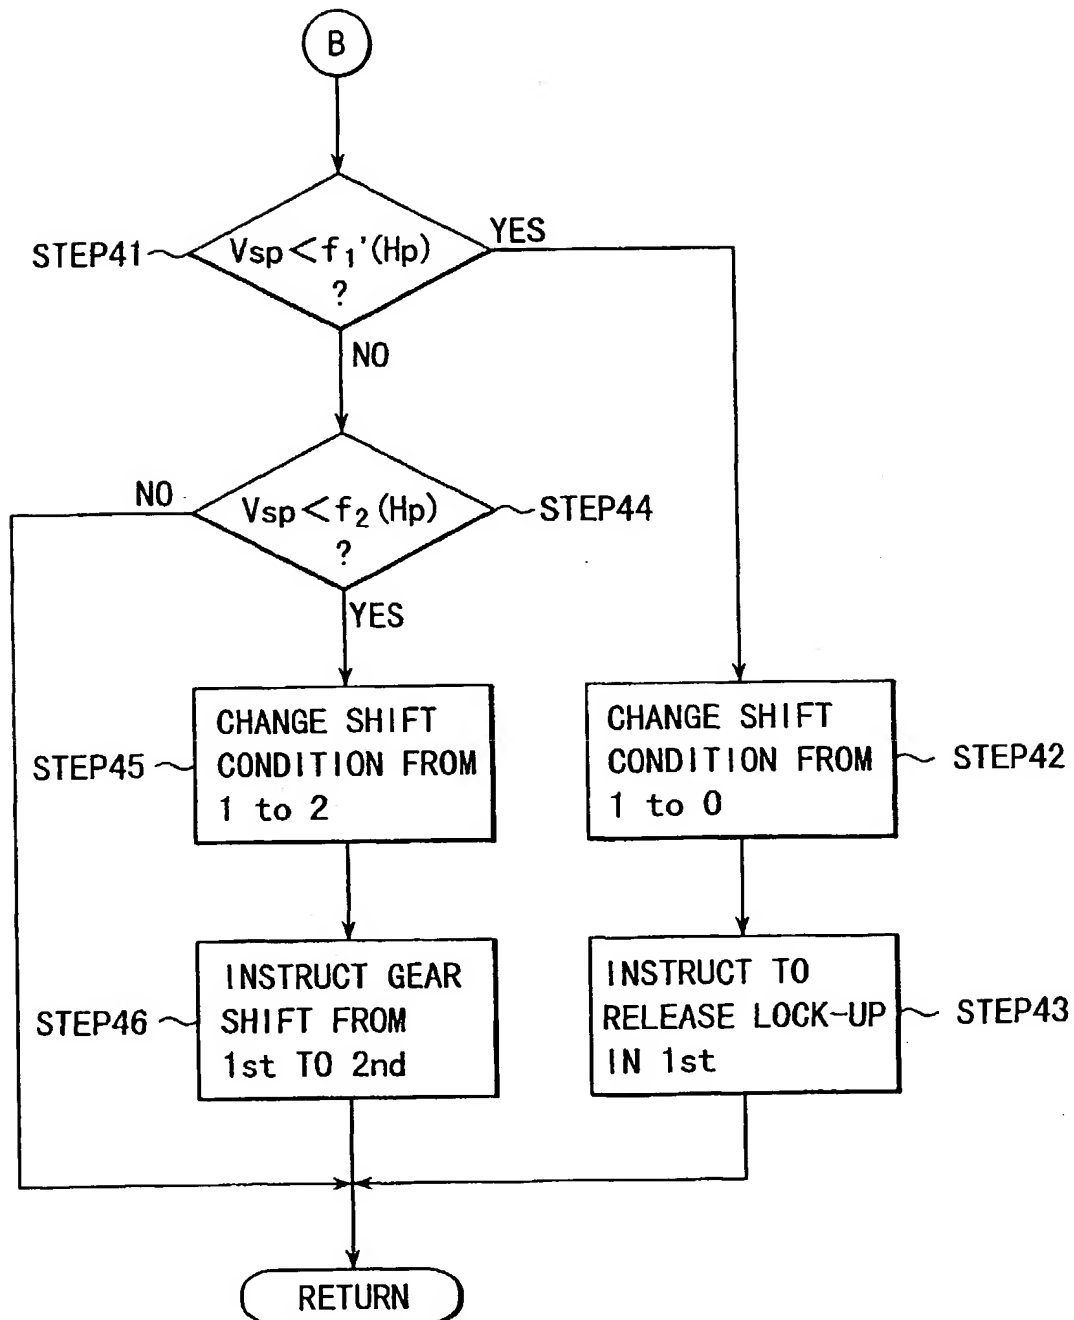 B
STEP41
Vsp<f₁'(Hp)
?
YES
NO
NO
Vsp<f₂(Hp)
?
STEP44
YES
STEP45
CHANGE SHIFT
CONDITION FROM
1 to 2
CHANGE SHIFT
CONDITION FROM
1 to 0
STEP42
STEP46
INSTRUCT GEAR
SHIFT FROM
1st TO 2nd
INSTRUCT TO
RELEASE LOCK-UP
IN 1st
STEP43
RETURN